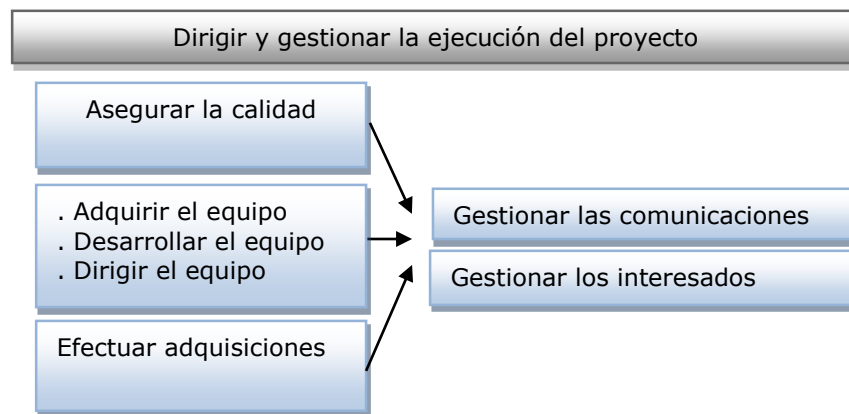 Dirigir y gestionar la ejecución del proyecto
Asegurar la calidad
. Adquirir el equipo
. Desarrollar el equipo
. Dirigir el equipo
Efectuar adquisiciones
Gestionar las comunicaciones
Gestionar los interesados